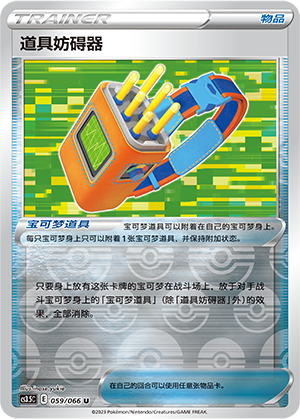 TRAINER
物品
道具妨碍器
宝可梦道具
宝可梦道具可以附着在自己的宝可梦身上。
每只宝可梦身上只可以附着1张宝可梦道具，并保持附加状态。
只要身上放有这张卡牌的宝可梦在战斗场上，放于对手战
斗宝可梦身上的「宝可梦道具」（除「道具妨碍器」外）的效
果，全部消除。
Illus. inose yukie
CS3.5C E 059/066 U
在自己的回合可以使用任意张物品卡。
©2023 Pokémon/Nintendo/Creatures/GAME FREAK.